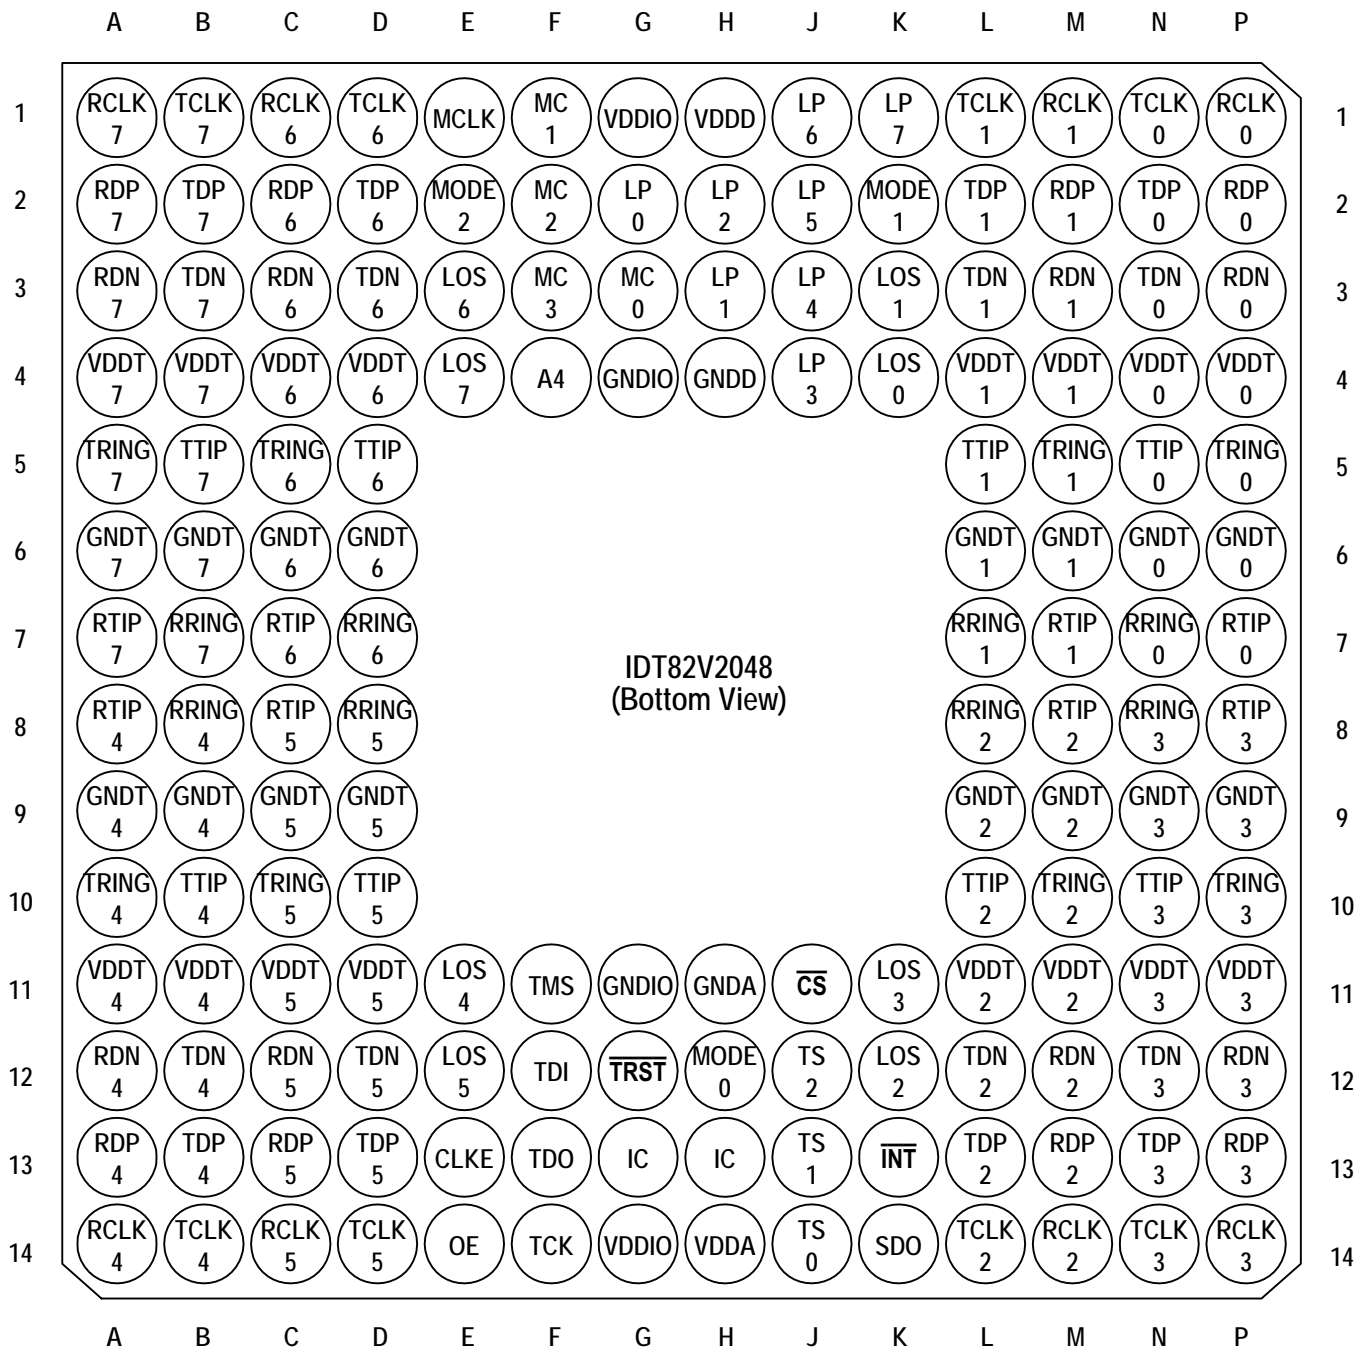 A B C D E F G H J K L M N P
1 RCLK TCLK RCLK TCLK MCLK MC VDDIO VDDD LP LP TCLK RCLK TCLK RCLK 1
7 7 6 6 1 6 7 1 1 0 0
2 RDP TDP RDP TDP MODE MC LP LP LP MODE TDP RDP TDP RDP 2
7 7 6 6 2 2 0 2 5 1 1 1 0 0
3 RDN TDN RDN TDN LOS MC MC LP LP LOS TDN RDN TDN RDN 3
7 7 6 6 6 3 0 1 4 1 1 1 0 0
4 VDDT VDDT VDDT VDDT LOS A4 GNDIO GNDD LP LOS VDDT VDDT VDDT VDDT 4
7 7 6 6 7 3 0 1 1 0 0
5 TRING TTIP TRING TTIP TTIP TRING TTIP TRING 5
7 7 6 6 1 1 0 0
6 GNDT GNDT GNDT GNDT GNDT GNDT GNDT GNDT 6
7 7 6 6 1 1 0 0
7 RTIP RRING RTIP RRING RRING RTIP RRING RTIP 7
7 7 6 6 1 1 0 0
IDT82V2048
(Bottom View)
8 RTIP RRING RTIP RRING RRING RTIP RRING RTIP 8
4 4 5 5 2 2 3 3
9 GNDT GNDT GNDT GNDT GNDT GNDT GNDT GNDT 9
4 4 5 5 2 2 3 3
10 TRING TTIP TRING TTIP TTIP TRING TTIP TRING 10
4 4 5 5 2 2 3 3
11 VDDT VDDT VDDT VDDT LOS TMS GNDIO GNDA CS LOS VDDT VDDT VDDT VDDT 11
4 4 5 5 4 3 2 2 3 3
12 RDN TDN RDN TDN LOS TDI TRST MODE TS LOS TDN RDN TDN RDN 12
4 4 5 5 5 0 2 2 2 2 3 3
13 RDP TDP RDP TDP CLKE TDO IC IC TS INT TDP RDP TDP RDP 13
4 4 5 5 1 2 2 3 3
14 RCLK TCLK RCLK TCLK OE TCK VDDIO VDDA TS SDO TCLK RCLK TCLK RCLK 14
4 4 5 5 0 2 2 3 3
A B C D E F G H J K L M N P